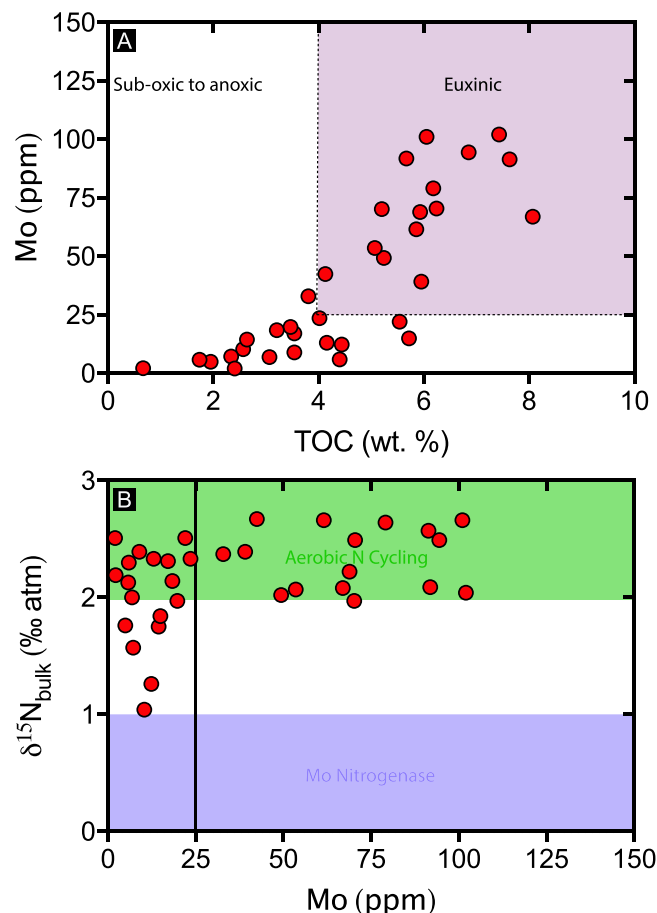 A
Sub-oxic to anoxic
Euxinic
Mo (ppm)
150
125
100
75
50
25
0
0 2 4 6 8 10
TOC (wt. %)
B
Aerobic N Cycling
Mo Nitrogenase
δ¹⁵N_bulk (‰ atm)
3
2
1
0
0 25 50 75 100 125 150
Mo (ppm)